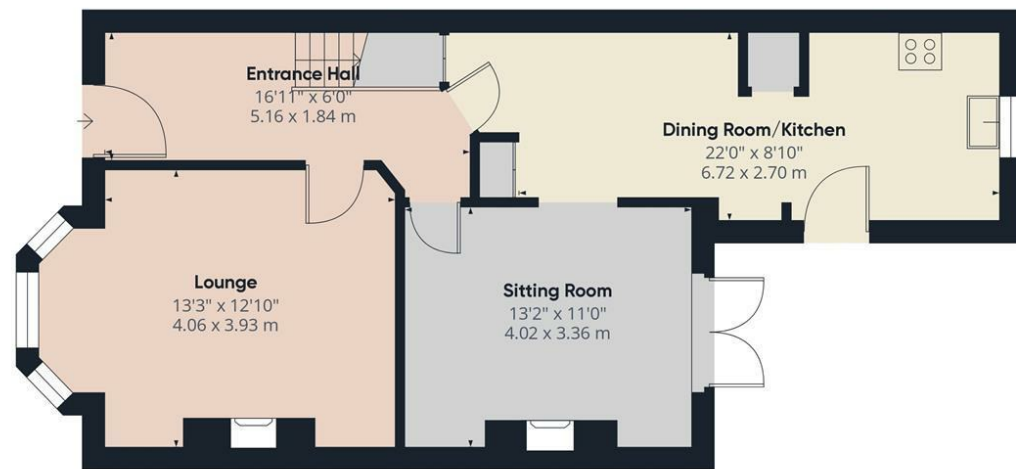 Entrance Hall
16'11" x 6'0"
5.16 x 1.84 m
Dining Room/Kitchen
22'0" x 8'10"
6.72 x 2.70 m
Lounge
13'3" x 12'10"
4.06 x 3.93 m
Sitting Room
13'2" x 11'0"
4.02 x 3.36 m